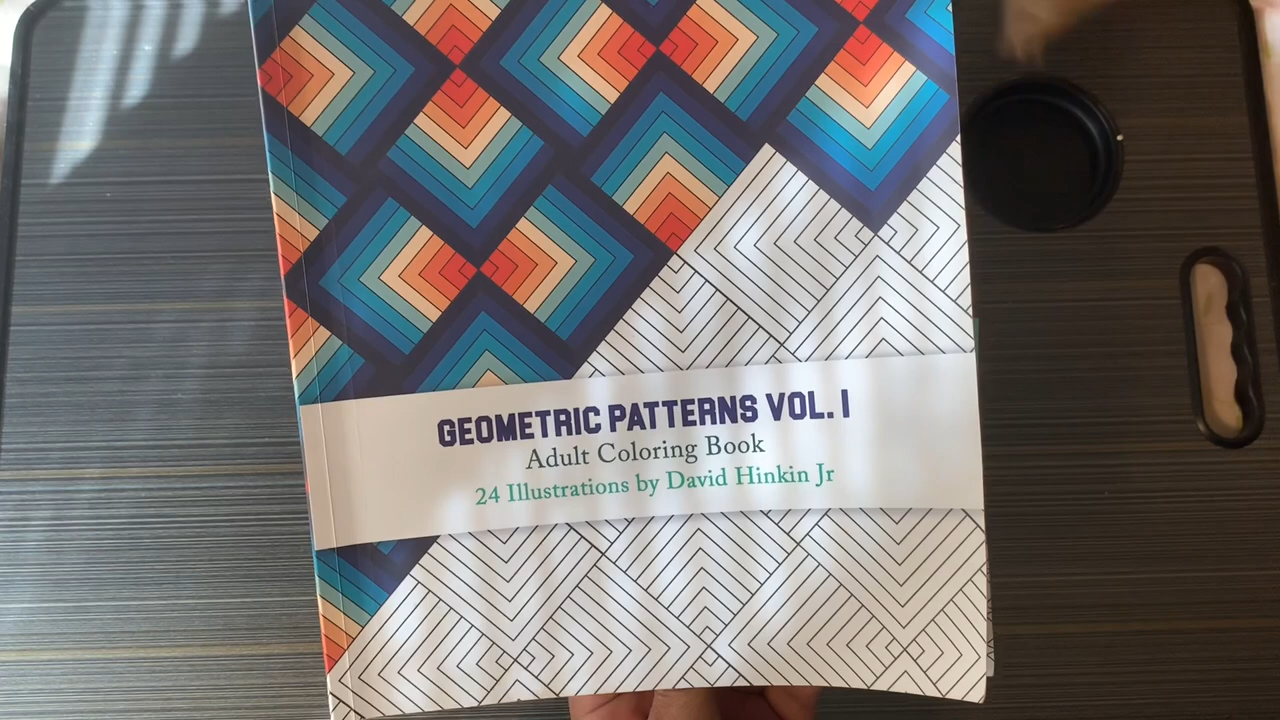 GEOMETRIC PATTERNS VOL. I
Adult Coloring Book
24 Illustrations by David Hinkin Jr